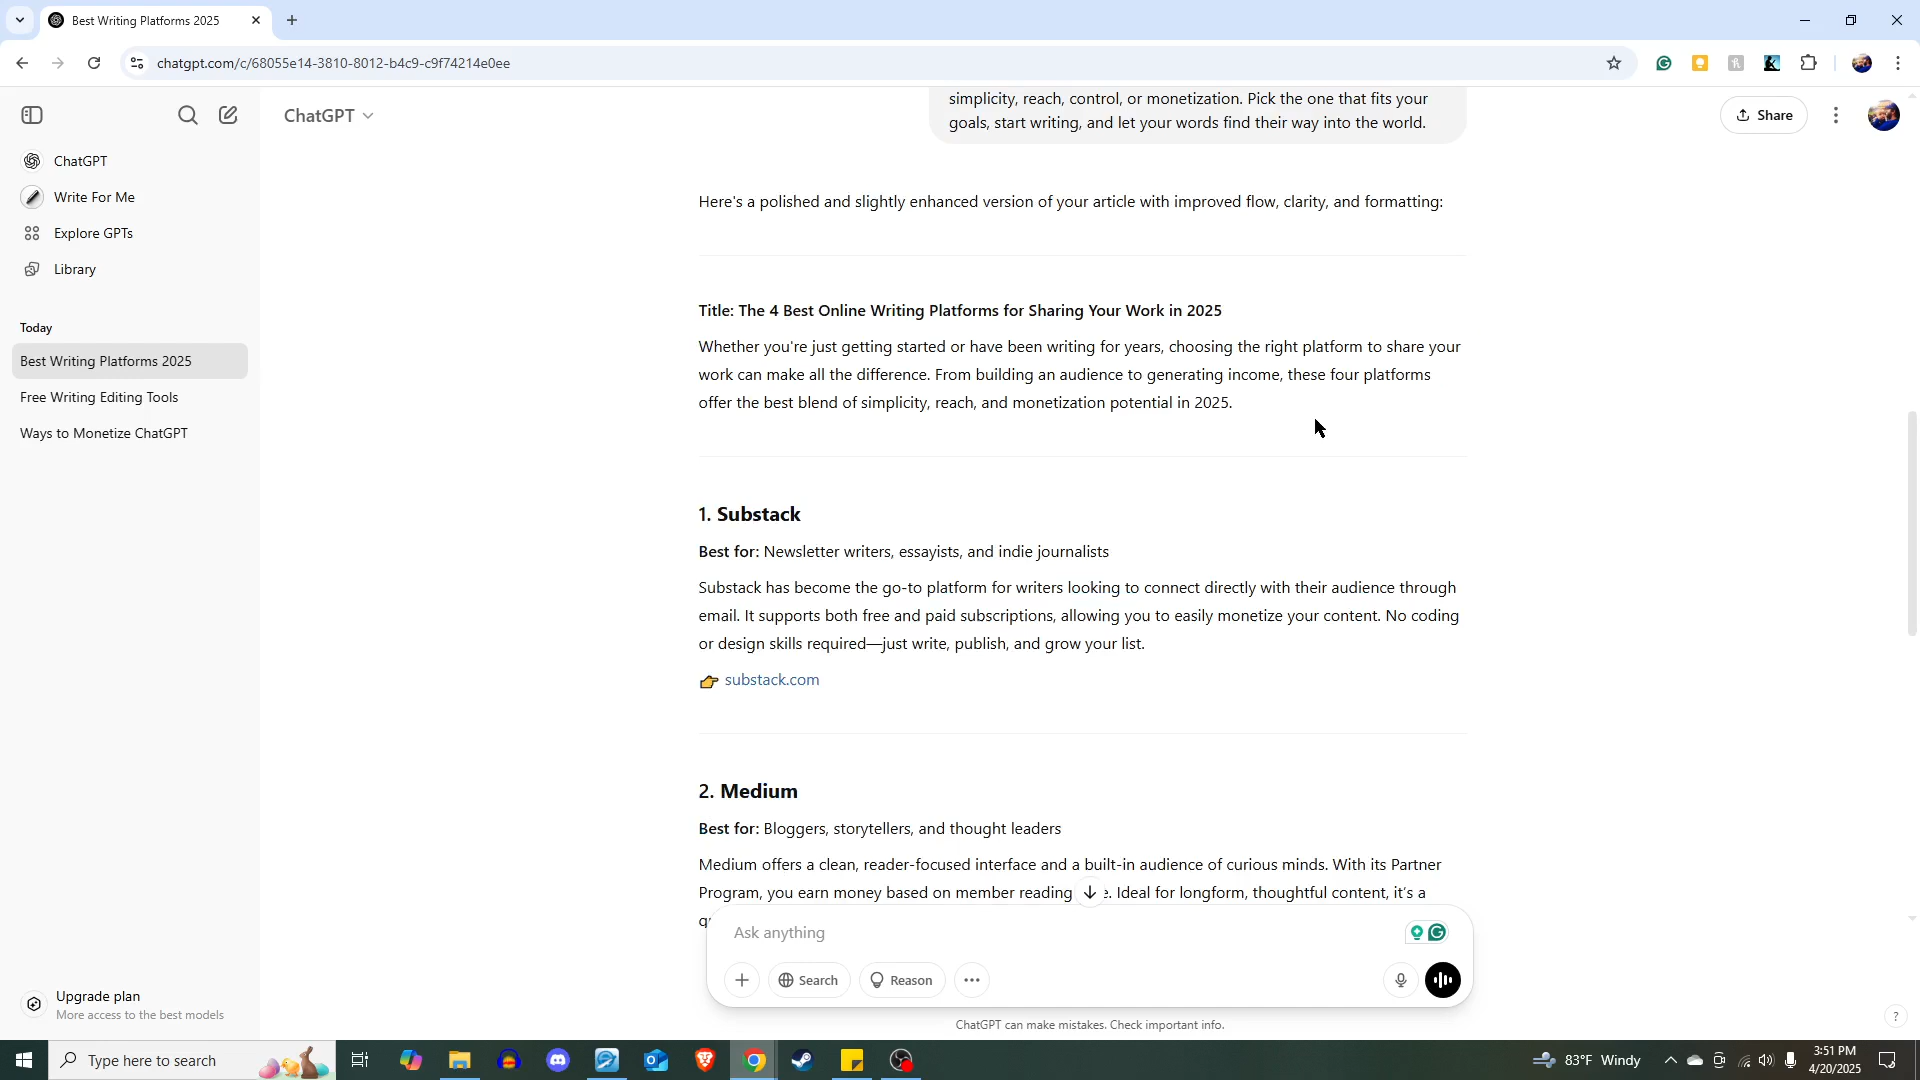 Best Writing Platforms 2025
chatgpt.com/c/68055e14-3810-8012-b4c9-c9f74214e0ee
ChatGPT
Share
ChatGPT
Write For Me
Explore GPTs
Library
Today
Best Writing Platforms 2025
Free Writing Editing Tools
Ways to Monetize ChatGPT
Upgrade plan
More access to the best models
simplicity, reach, control, or monetization. Pick the one that fits your
goals, start writing, and let your words find their way into the world.
Here's a polished and slightly enhanced version of your article with improved flow, clarity, and formatting:
Title: The 4 Best Online Writing Platforms for Sharing Your Work in 2025
Whether you're just getting started or have been writing for years, choosing the right platform to share your
work can make all the difference. From building an audience to generating income, these four platforms
offer the best blend of simplicity, reach, and monetization potential in 2025.
1. Substack
Best for: Newsletter writers, essayists, and indie journalists
Substack has become the go-to platform for writers looking to connect directly with their audience through
email. It supports both free and paid subscriptions, allowing you to easily monetize your content. No coding
or design skills required—just write, publish, and grow your list.
👉 substack.com
2. Medium
Best for: Bloggers, storytellers, and thought leaders
Medium offers a clean, reader-focused interface and a built-in audience of curious minds. With its Partner
Program, you earn money based on member reading . Ideal for longform, thoughtful content, it's a
Ask anything
Search
Reason
ChatGPT can make mistakes. Check important info.
?
Type here to search
83°F Windy
3:51 PM
4/20/2025